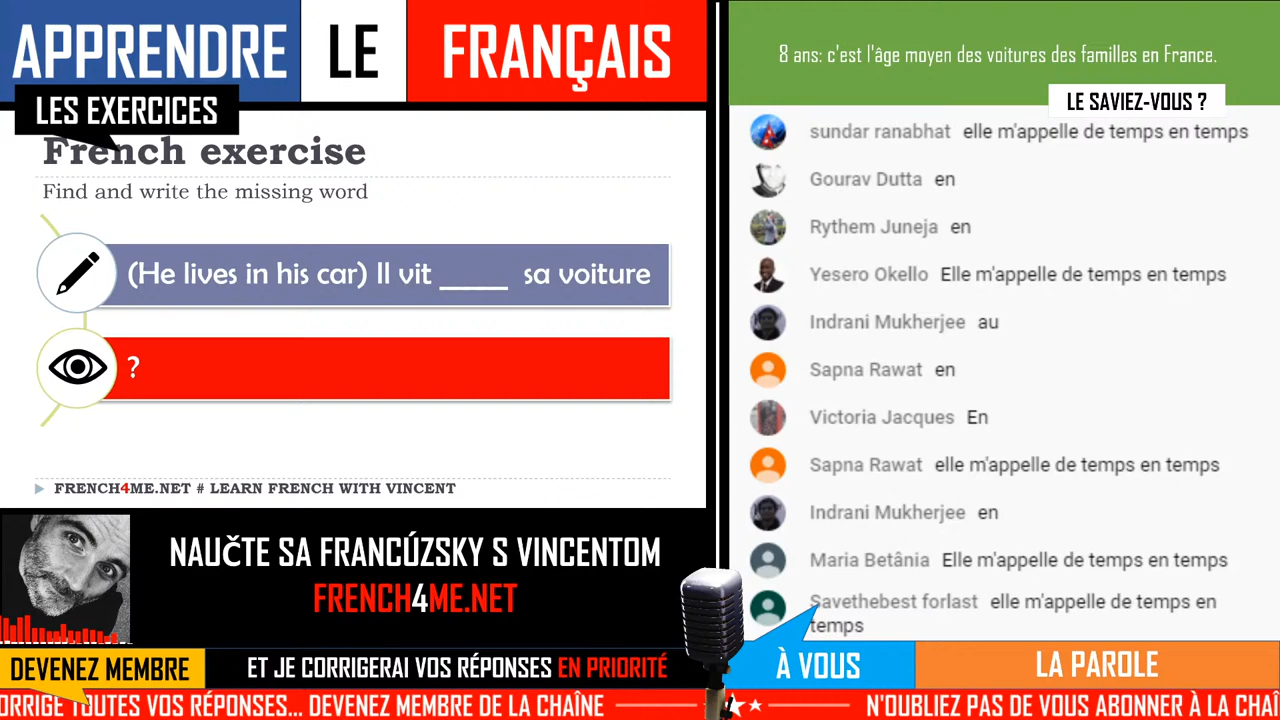 APPRENDRE LE FRANÇAIS
LES EXERCICES
French exercise
Find and write the missing word
(He lives in his car) Il vit _____ sa voiture
?
FRENCH4ME.NET # LEARN FRENCH WITH VINCENT
NAUČTE SA FRANCÚZSKY S VINCENTOM
FRENCH4ME.NET
DEVENEZ MEMBRE
ET JE CORRIGERAI VOS RÉPONSES EN PRIORITÉ
8 ans: c'est l'âge moyen des voitures des familles en France.
LE SAVIEZ-VOUS ?
sundar ranabhat elle m'appelle de temps en temps
Gourav Dutta en
Rythem Juneja en
Yesero Okello Elle m'appelle de temps en temps
Indrani Mukherjee au
Sapna Rawat en
Victoria Jacques En
Sapna Rawat elle m'appelle de temps en temps
Indrani Mukherjee en
Maria Betânia Elle m'appelle de temps en temps
Savethebest forlast elle m'appelle de temps en
temps
À VOUS
LA PAROLE
ORRIGE TOUTES VOS RÉPONSES... DEVENEZ MEMBRE DE LA CHAÎNE
N'OUBLIEZ PAS DE VOUS ABONNER À LA CHAÎ